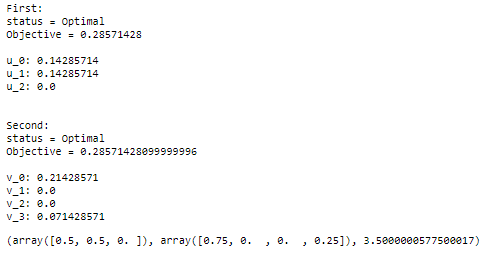 First:
status = Optimal
Objective = 0.28571428
u_0: 0.14285714
u_1: 0.14285714
u_2: 0.0
Second:
status = Optimal
Objective = 0.28571428099999996
v_0: 0.21428571
v_1: 0.0
v_2: 0.0
v_3: 0.071428571
(array([0.5, 0.5, 0. ]), array([0.75, 0.  , 0.  , 0.25]), 3.5000000577500017)